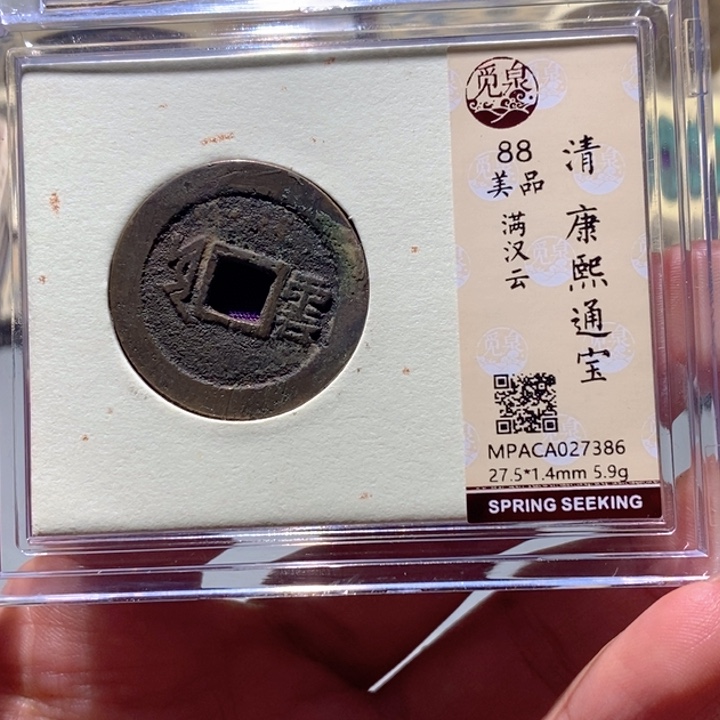 觅泉
88
美品
满汉云
清 康熙通宝
MPACA027386
27.5*1.4mm 5.9g
SPRING SEEKING
雲